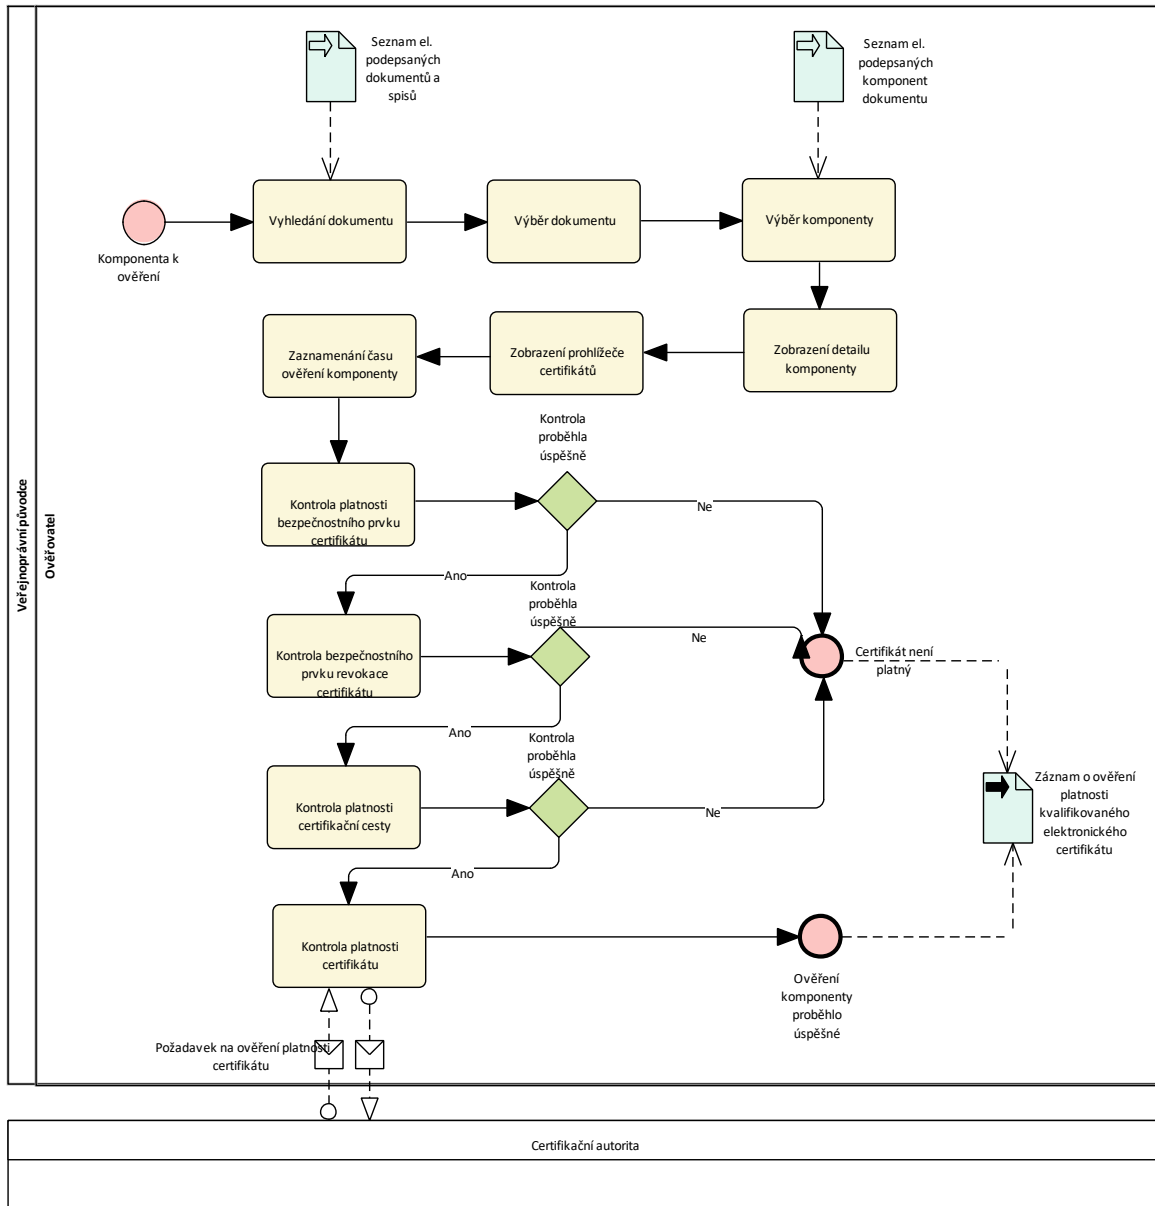 Seznam el.
podepsaných
dokumentů a
spisů
Seznam el.
podepsaných
komponent
dokumentu
Vyhledání dokumentu
Výběr dokumentu
Výběr komponenty
Komponenta k
ověření
Zaznamenání času
ověření komponenty
Zobrazení prohlížeče
certifikátů
Zobrazení detailu
komponenty
Kontrola
proběhla
úspěšně
Kontrola platnosti
bezpečnostního prvku
certifikátu
Ne
Ano
Kontrola
proběhla
úspěšně
Kontrola bezpečnostního
prvku revokace
certifikátu
Ne
Certifikát není
platný
Ano
Kontrola
proběhla
úspěšně
Kontrola platnosti
certifikační cesty
Ne
Záznam o ověření
platnosti
kvalifikovaného
elektronického
certifikátu
Ano
Kontrola platnosti
certifikátu
Ověření
komponenty
proběhlo
úspěšné
Požadavek na ověření platnosti
certifikátu
Veřejnoprávní původce
Ověřovatel
Certifikační autorita